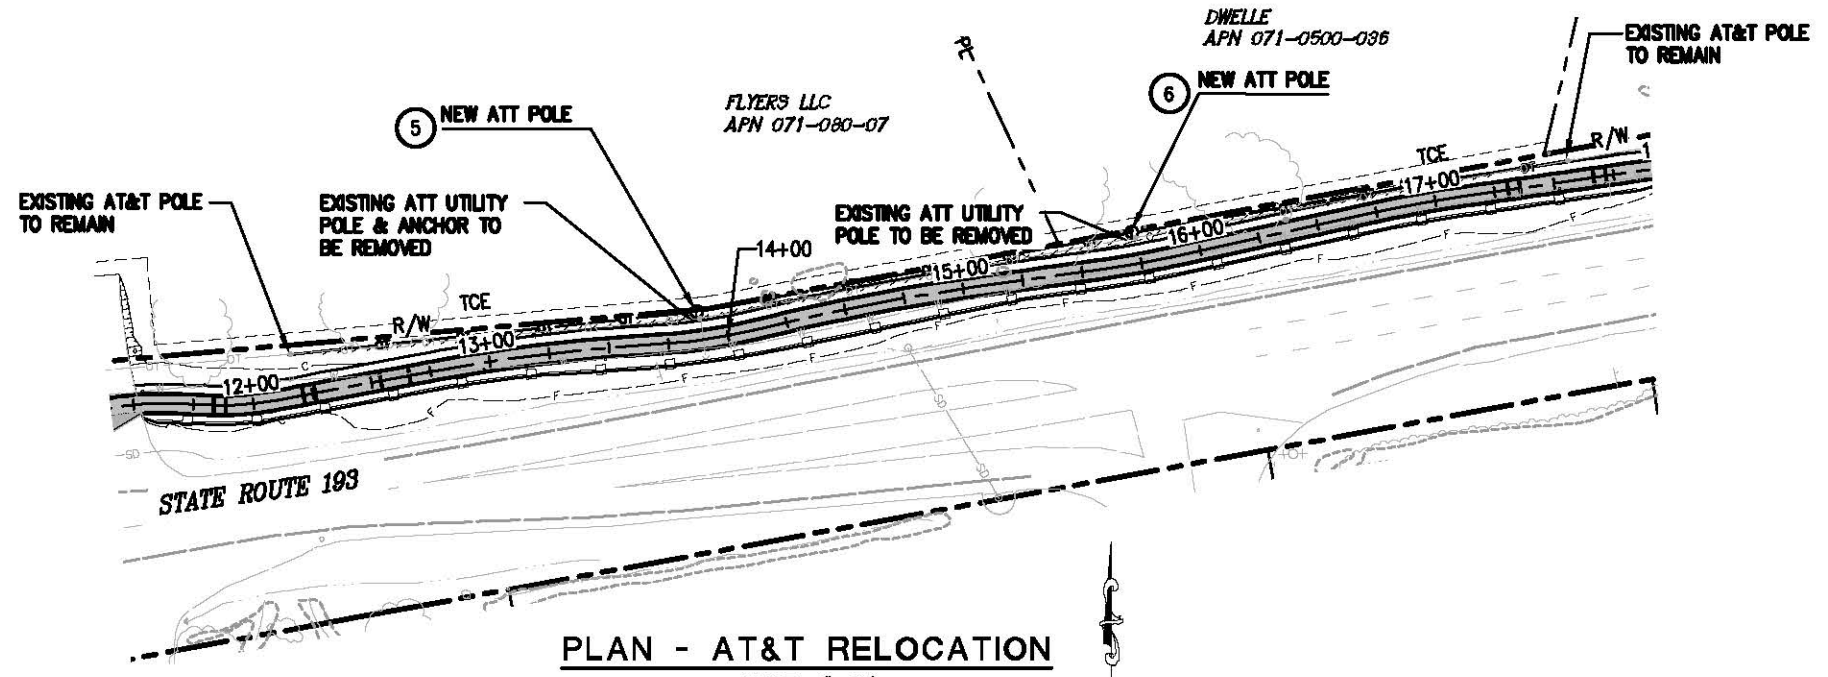 DWELLE
APN 071-0500-036
EXISTING AT&T POLE
TO REMAIN
PL
6 NEW ATT POLE
FLYERS LLC
APN 071-080-07
5 NEW ATT POLE
R/W
TCE
17+00
EXISTING AT&T POLE
TO REMAIN
EXISTING ATT UTILITY
POLE & ANCHOR TO
BE REMOVED
EXISTING ATT UTILITY
POLE TO BE REMOVED
16+00
14+00
15+00
TCE
R/W
13+00
12+00
F F F F F F F F
SD
STATE ROUTE 193
PLAN - AT&T RELOCATION